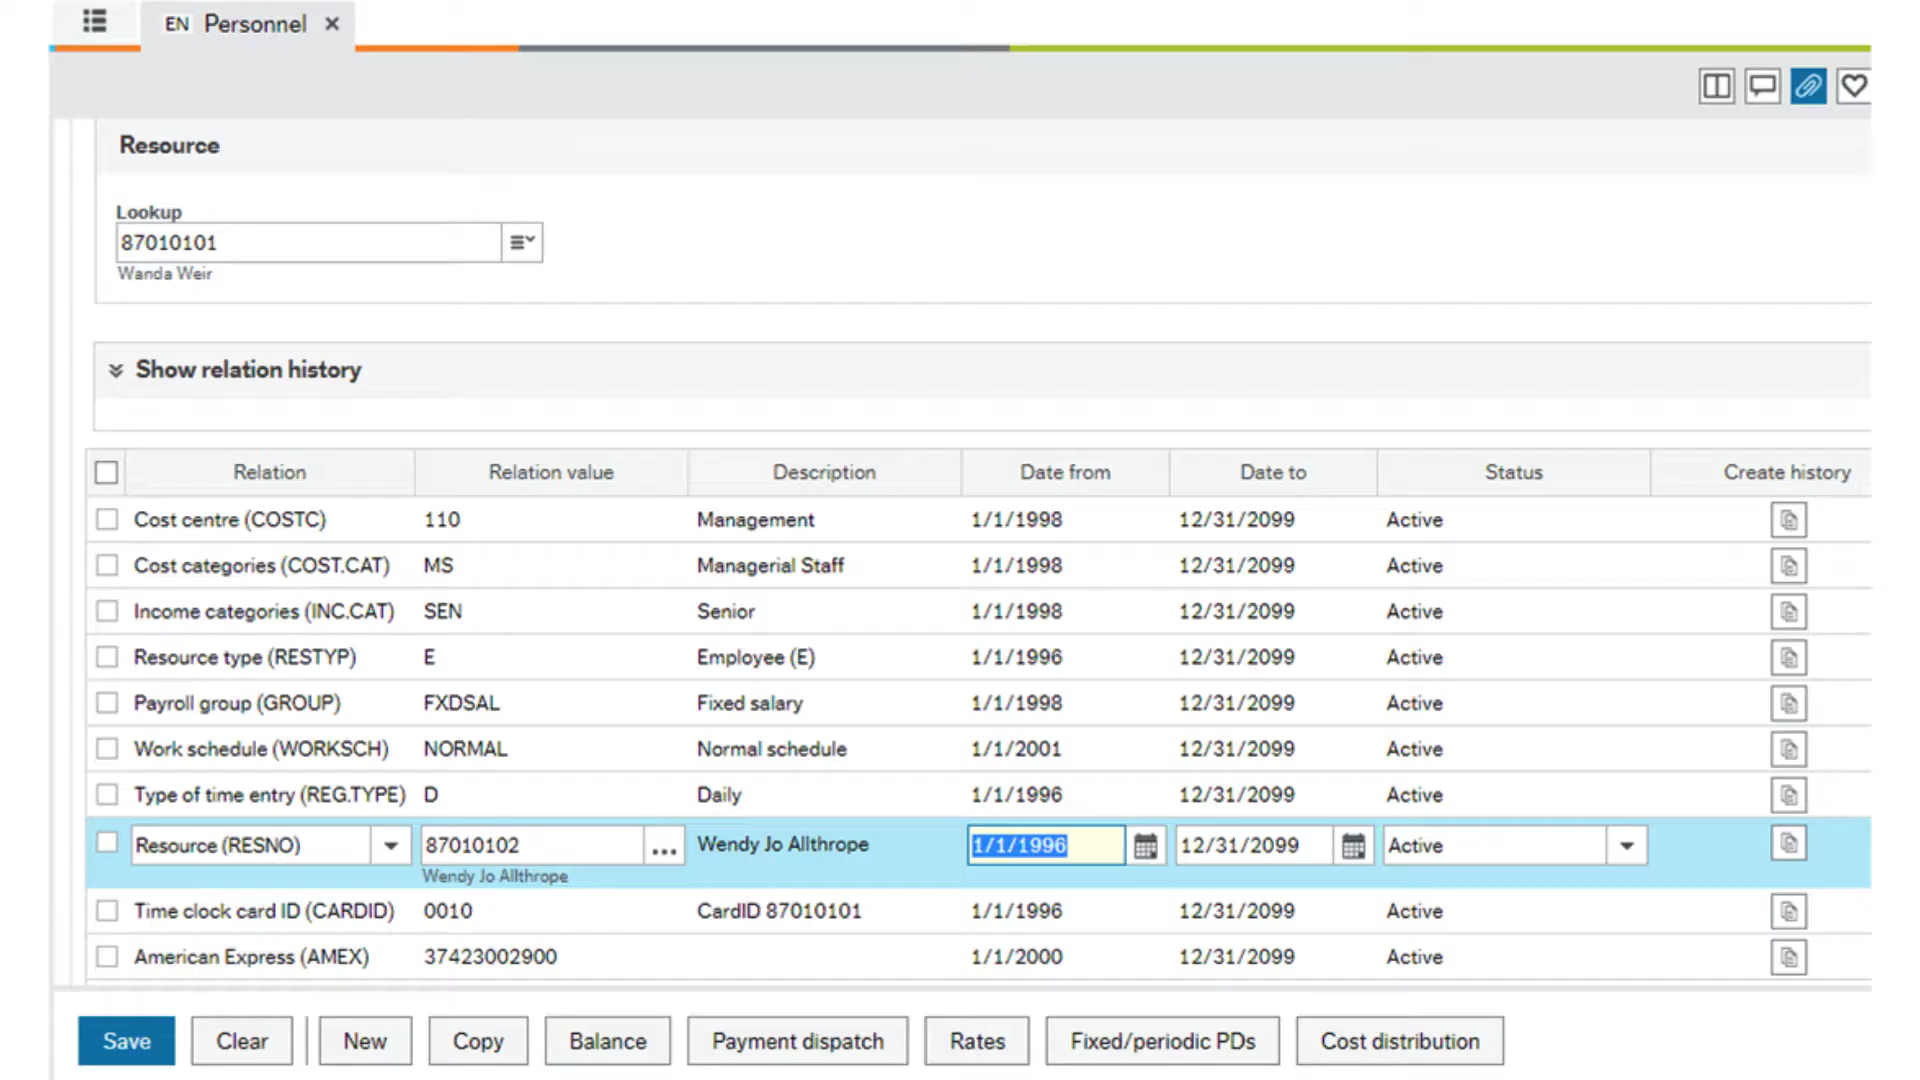 EN Personnel
Resource
Lookup
87010101
Wanda Weir
Show relation history
Relation Relation value Description Date from Date to Status Create history
Cost centre (COSTC) 110 Management 1/1/1998 12/31/2099 Active
Cost categories (COST.CAT) MS Managerial Staff 1/1/1998 12/31/2099 Active
Income categories (INC.CAT) SEN Senior 1/1/1998 12/31/2099 Active
Resource type (RESTYP) E Employee (E) 1/1/1996 12/31/2099 Active
Payroll group (GROUP) FXDSAL Fixed salary 1/1/1998 12/31/2099 Active
Work schedule (WORKSCH) NORMAL Normal schedule 1/1/2001 12/31/2099 Active
Type of time entry (REG.TYPE) D Daily 1/1/1996 12/31/2099 Active
Resource (RESNO) 87010102 ... Wendy Jo Allthrope 1/1/1996 12/31/2099 Active
Wendy Jo Allthrope
Time clock card ID (CARDID) 0010 CardID 87010101 1/1/1996 12/31/2099 Active
American Express (AMEX) 37423002900 1/1/2000 12/31/2099 Active
Save Clear New Copy Balance Payment dispatch Rates Fixed/periodic PDs Cost distribution